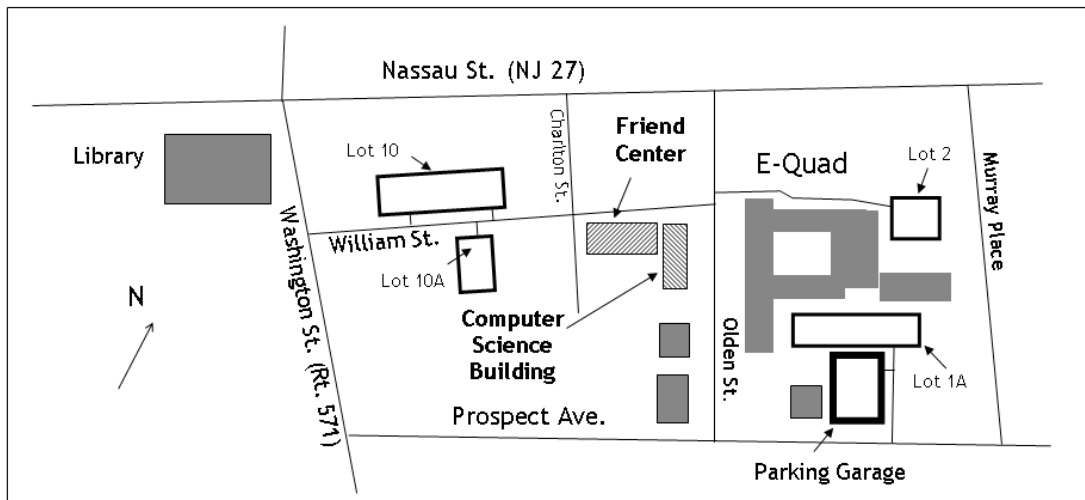 Nassau St. (NJ 27)
Library
Lot 10
Charlton St.
Friend
Center
E-Quad
Lot 2
Murray Place
Washington St. (Rt. 571)
William St.
Lot 10A
N
Computer
Science
Building
Olden St.
Lot 1A
Prospect Ave.
Parking Garage